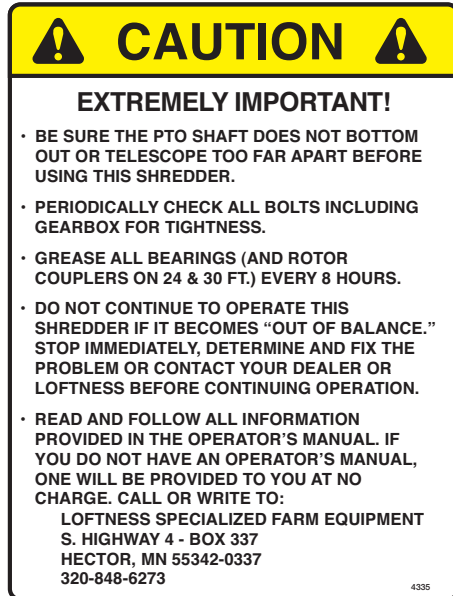 CAUTION
EXTREMELY IMPORTANT!
• BE SURE THE PTO SHAFT DOES NOT BOTTOM
OUT OR TELESCOPE TOO FAR APART BEFORE
USING THIS SHREDDER.
• PERIODICALLY CHECK ALL BOLTS INCLUDING
GEARBOX FOR TIGHTNESS.
• GREASE ALL BEARINGS (AND ROTOR
COUPLERS ON 24 & 30 FT.) EVERY 8 HOURS.
• DO NOT CONTINUE TO OPERATE THIS
SHREDDER IF IT BECOMES “OUT OF BALANCE.”
STOP IMMEDIATELY, DETERMINE AND FIX THE
PROBLEM OR CONTACT YOUR DEALER OR
LOFTNESS BEFORE CONTINUING OPERATION.
• READ AND FOLLOW ALL INFORMATION
PROVIDED IN THE OPERATOR’S MANUAL. IF
YOU DO NOT HAVE AN OPERATOR’S MANUAL,
ONE WILL BE PROVIDED TO YOU AT NO
CHARGE. CALL OR WRITE TO:
LOFTNESS SPECIALIZED FARM EQUIPMENT
S. HIGHWAY 4 - BOX 337
HECTOR, MN 55342-0337
320-848-6273
4335